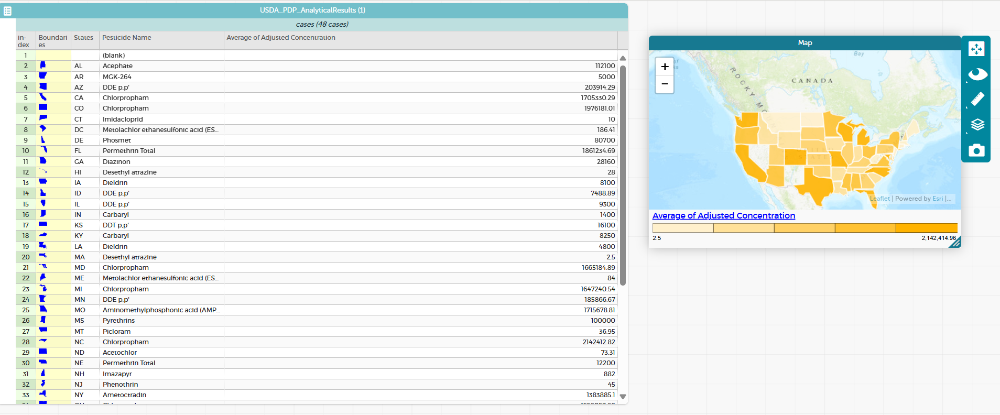 USDA_PDP_AnalyticalResults (1)
cases (48 cases)
in-dex Boundaries States Pesticide Name Average of Adjusted Concentration
1 (blank)
2 AL Acephate 112100
3 AR MGK-264 5000
4 AZ DDE p,p' 203914.29
5 CA Chlorpropham 1705330.29
6 CO Chlorpropham 1976181.01
7 CT Imidacloprid 10
8 DC Metolachlor ethanesulfonic acid (ES... 186.41
9 DE Phosmet 80700
10 FL Permethrin Total 1861234.69
11 GA Diazinon 28160
12 HI Desethyl atrazine 28
13 IA Dieldrin 8100
14 ID DDE p,p' 7488.89
15 IL DDE p,p' 9300
16 IN Carbaryl 1400
17 KS DDT p,p' 16100
18 KY Carbaryl 8250
19 LA Dieldrin 4800
20 MA Desethyl atrazine 2.5
21 MD Chlorpropham 1665184.89
22 ME Metolachlor ethanesulfonic acid (ES... 84
23 MI Chlorpropham 1647240.54
24 MN DDE p,p' 185866.67
25 MO Aminomethylphosphonic acid (AMP... 1715678.81
26 MS Pyrethrins 100000
27 MT Picloram 36.95
28 NC Chlorpropham 2142412.82
29 ND Acetochlor 73.31
30 NE Permethrin Total 12200
31 NH Imazapyr 882
32 NJ Phenothrin 45
33 NY Ametoctradin 1383885.1
Map
+
−
Bay
of
ROCKY
CANADA
UNITED
STATES
Leaflet | Powered by Esri |...
Average of Adjusted Concentration
2.5 2,142,414.96